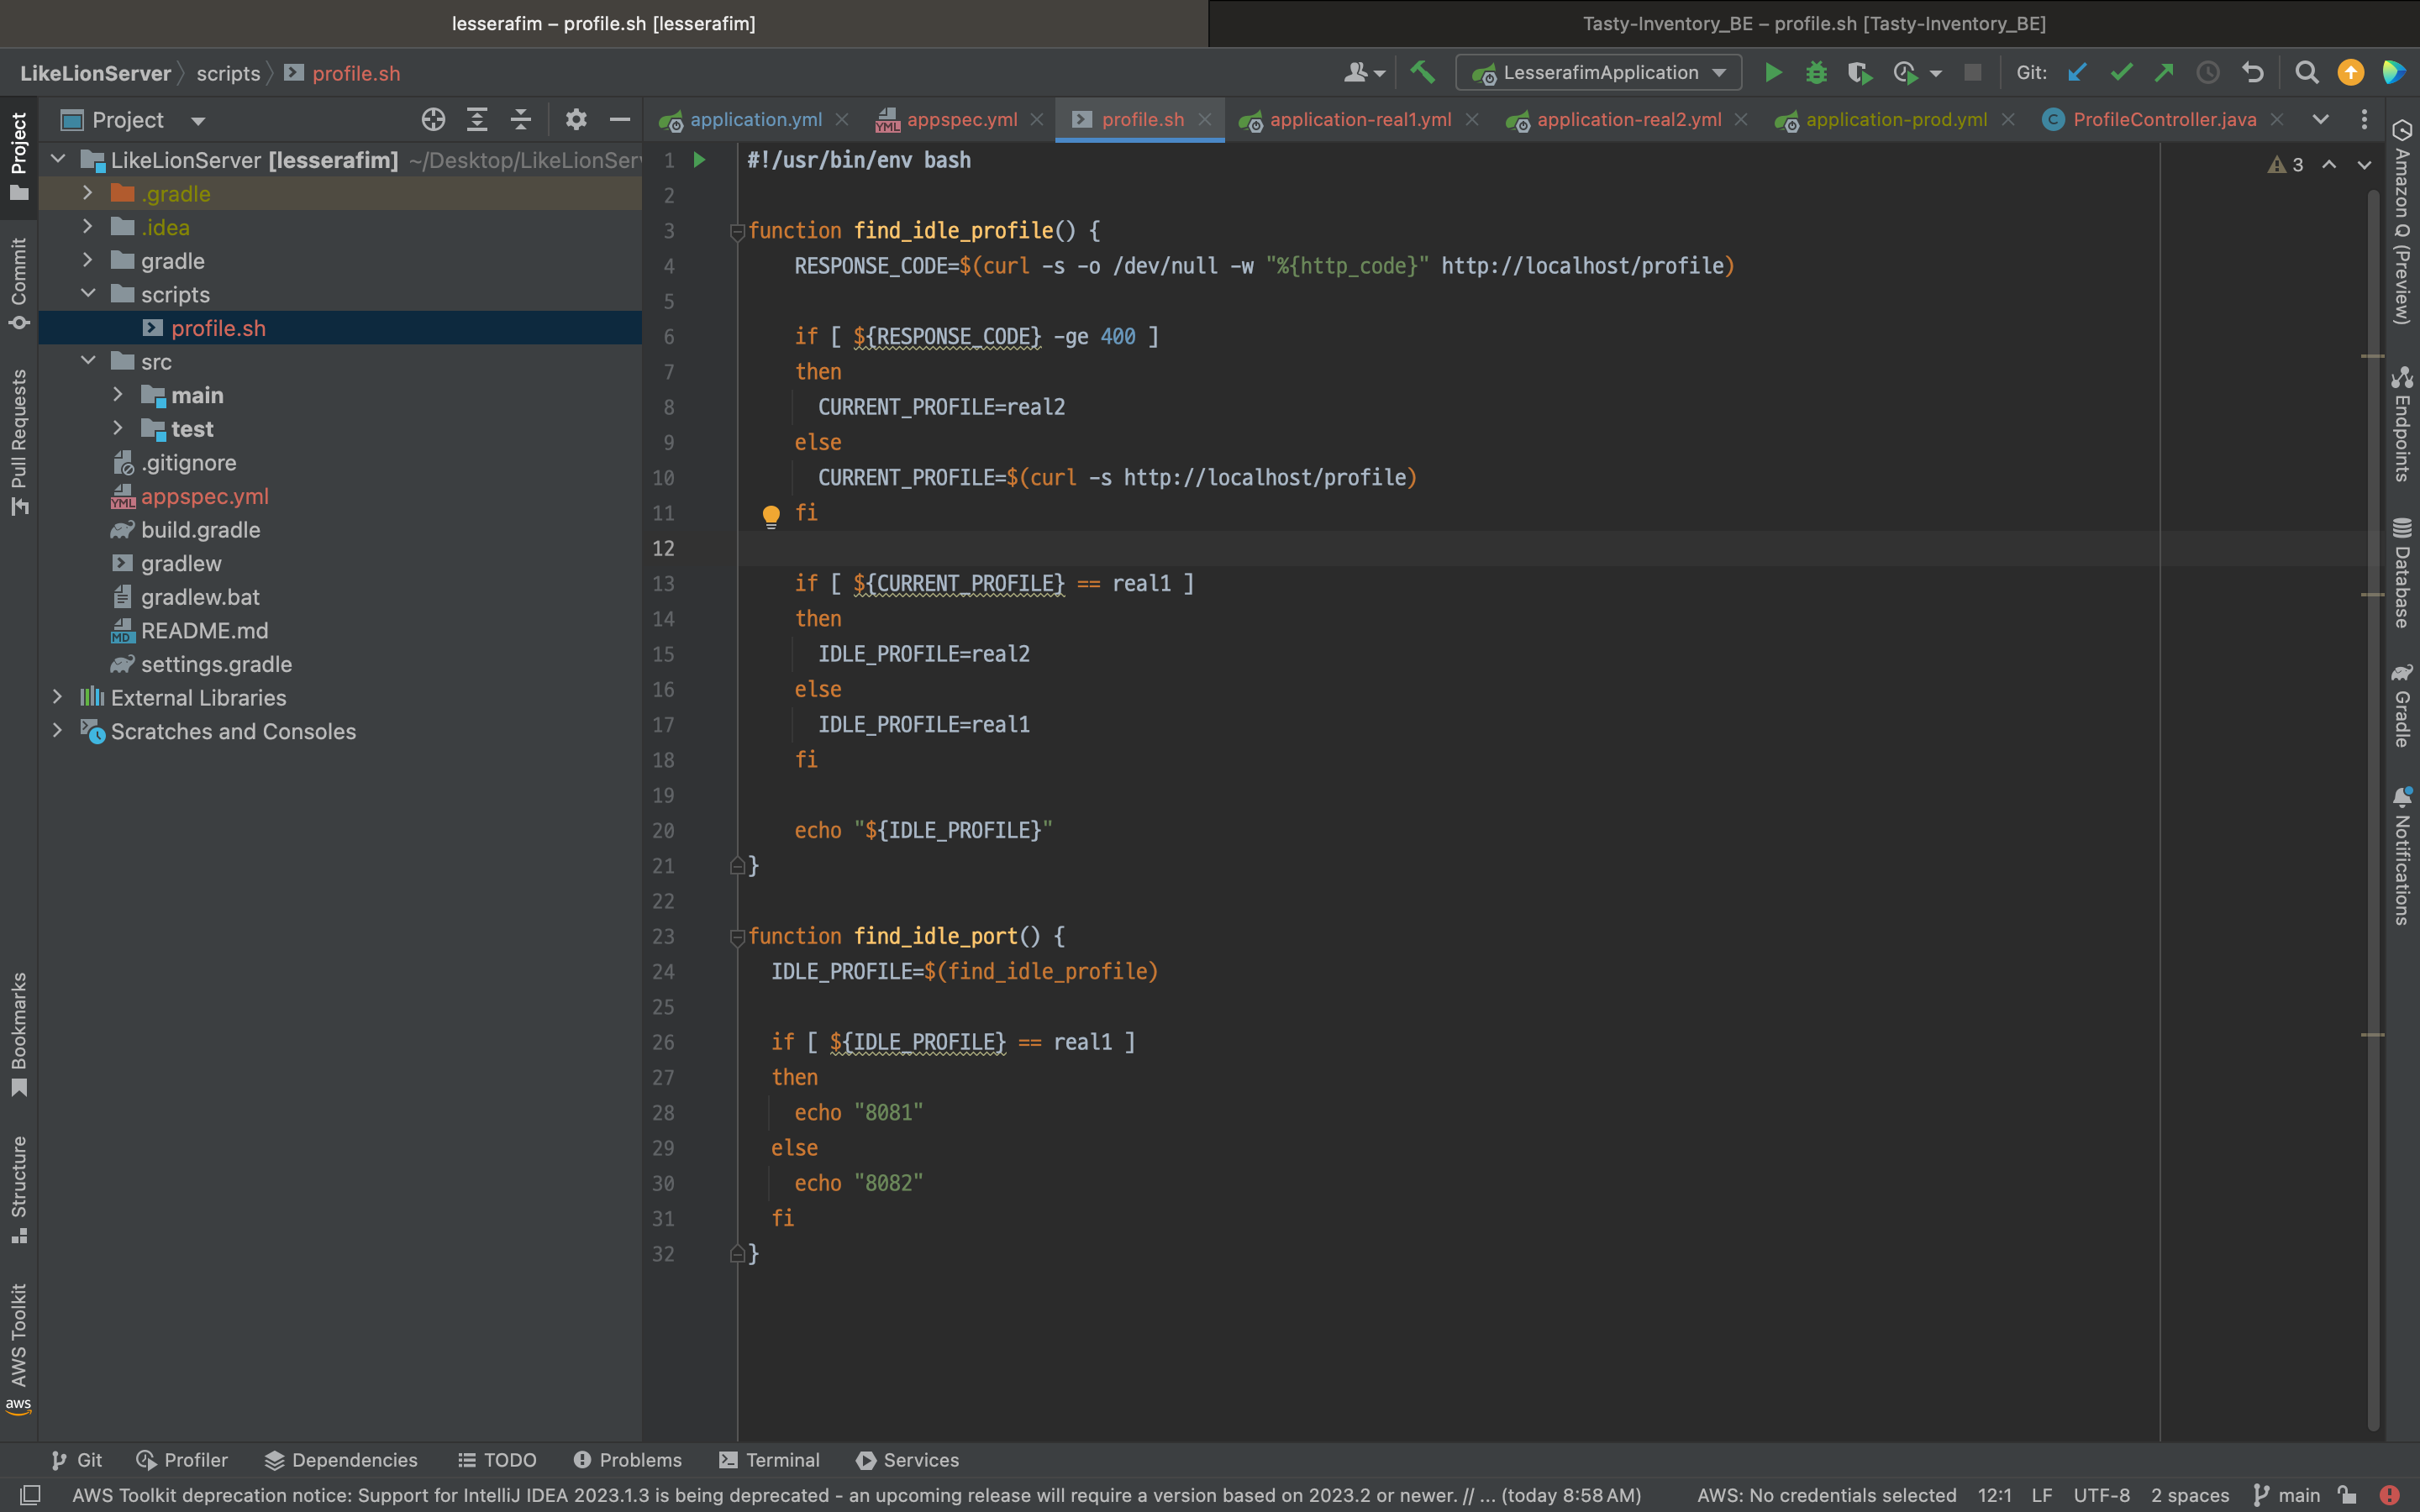 lesserafim – profile.sh [lesserafim]
Tasty-Inventory_BE – profile.sh [Tasty-Inventory_BE]
LikeLionServer scripts profile.sh
LesserafimApplication
Git:
Project
application.yml
appspec.yml
profile.sh
application-real1.yml
application-real2.yml
application-prod.yml
ProfileController.java
Project
Commit
Pull Requests
Bookmarks
Structure
AWS Toolkit
aws
LikeLionServer [lesserafim] ~/Desktop/LikeLionSer
.gradle
.idea
gradle
scripts
profile.sh
src
main
test
.gitignore
appspec.yml
build.gradle
gradlew
gradlew.bat
README.md
settings.gradle
External Libraries
Scratches and Consoles
3
1 #!/usr/bin/env bash
2
3 function find_idle_profile() {
4 RESPONSE_CODE=$(curl -s -o /dev/null -w "%{http_code}" http://localhost/profile)
5
6 if [ ${RESPONSE_CODE} -ge 400 ]
7 then
8 CURRENT_PROFILE=real2
9 else
10 CURRENT_PROFILE=$(curl -s http://localhost/profile)
11 fi
12
13 if [ ${CURRENT_PROFILE} == real1 ]
14 then
15 IDLE_PROFILE=real2
16 else
17 IDLE_PROFILE=real1
18 fi
19
20 echo "${IDLE_PROFILE}"
21 }
22
23 function find_idle_port() {
24 IDLE_PROFILE=$(find_idle_profile)
25
26 if [ ${IDLE_PROFILE} == real1 ]
27 then
28 echo "8081"
29 else
30 echo "8082"
31 fi
32 }
Amazon Q (Preview)
Endpoints
Database
Gradle
Notifications
Git
Profiler
Dependencies
TODO
Problems
Terminal
Services
AWS Toolkit deprecation notice: Support for IntelliJ IDEA 2023.1.3 is being deprecated - an upcoming release will require a version based on 2023.2 or newer. // ... (today 8:58 AM)
AWS: No credentials selected
12:1
LF
UTF-8
2 spaces
main